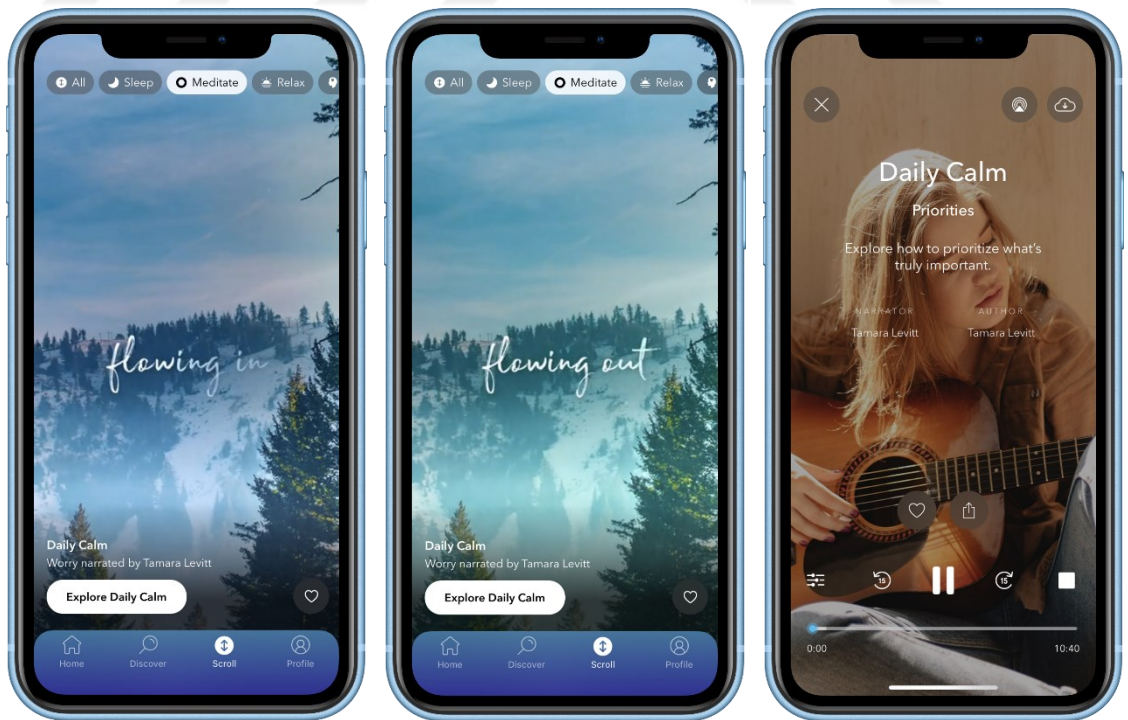 All Sleep Meditate Relax
flowing in
Daily Calm
Worry narrated by Tamara Levitt
Explore Daily Calm
Home Discover Scroll Profile
All Sleep Meditate Relax
flowing out
Daily Calm
Worry narrated by Tamara Levitt
Explore Daily Calm
Home Discover Scroll Profile
Daily Calm
Priorities
Explore how to prioritize what's
truly important.
NARRATOR AUTHOR
Tamara Levitt Tamara Levitt
15 15
0:00 10:40